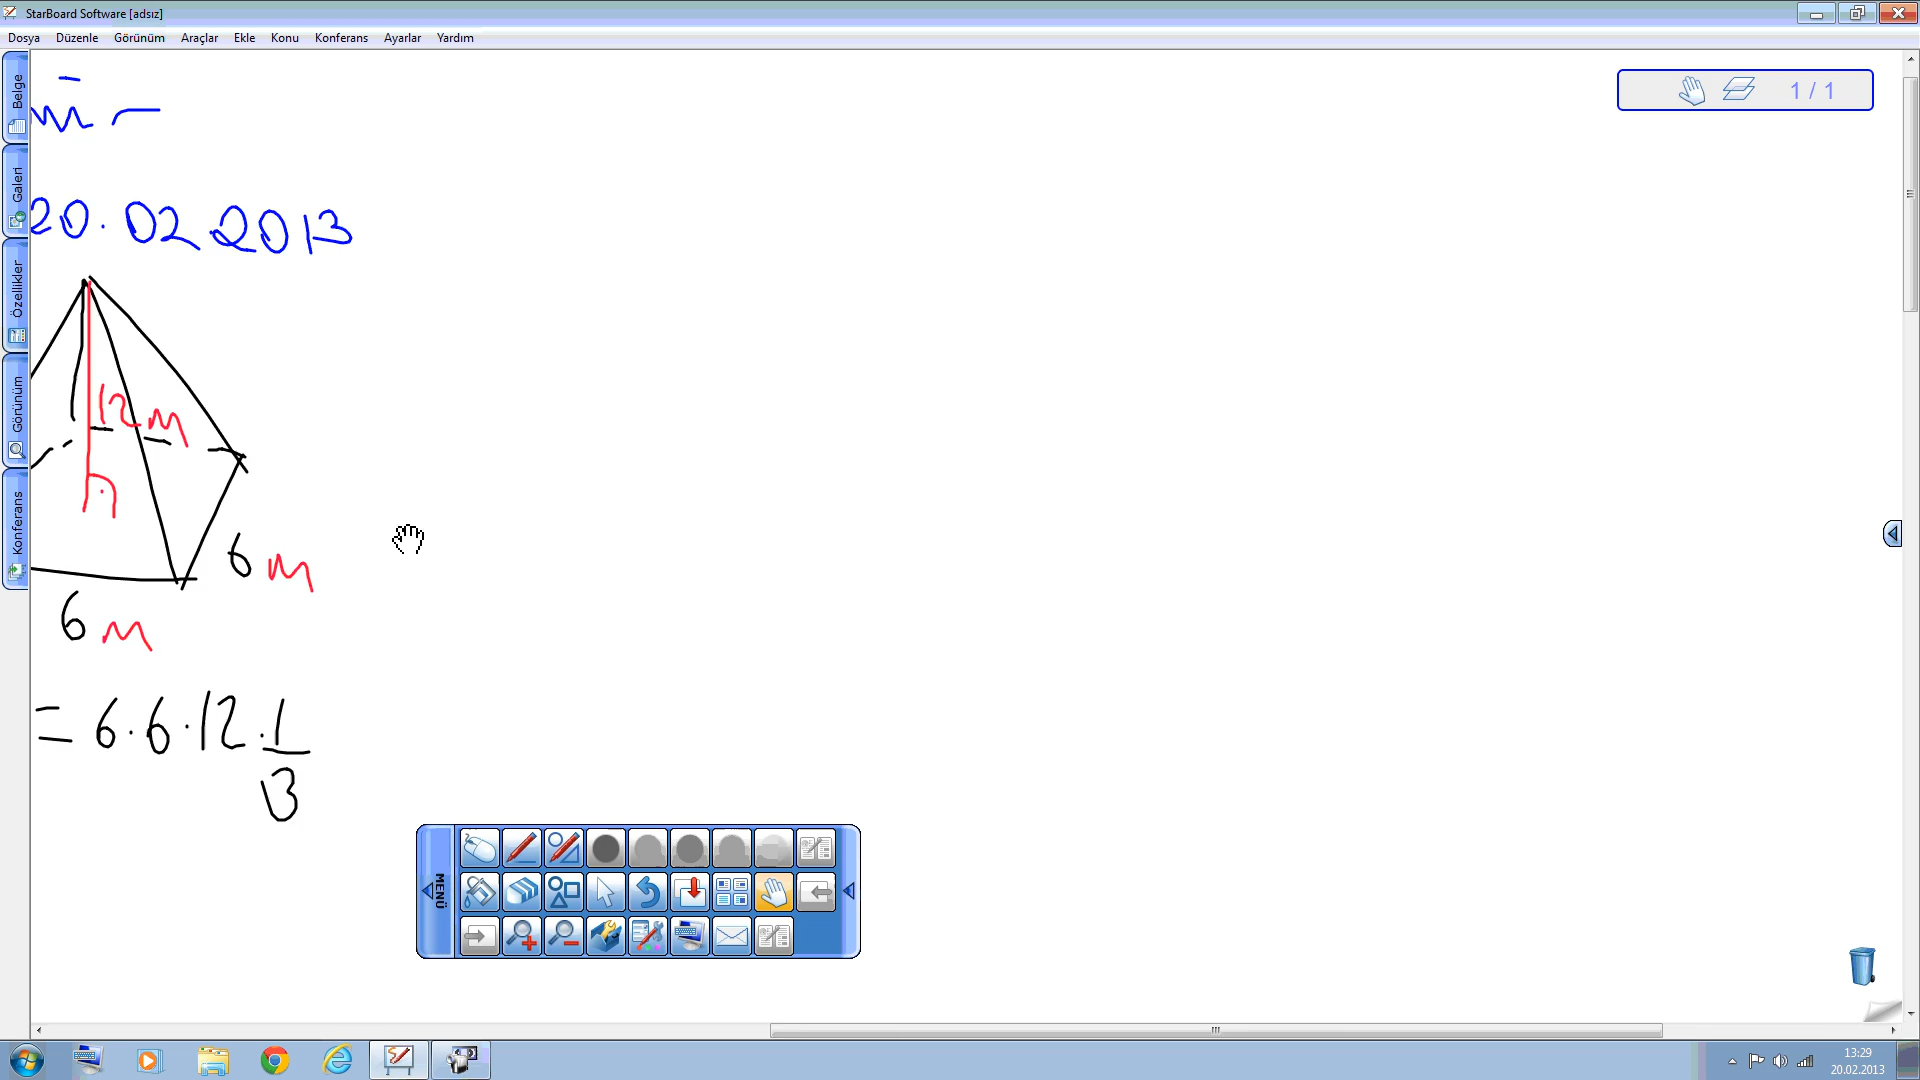 StarBoard Software [adsız]
Dosya Düzenle Görünüm Araçlar Ekle Konu Konferans Ayarlar Yardım
Belge
Galeri
Özellikler
Görünüm
Konferans
1 / 1
20.02.2013
12 m
h
6 m
6 m
= 6.6.12.1
3
MENÜ
13:29
20.02.2013